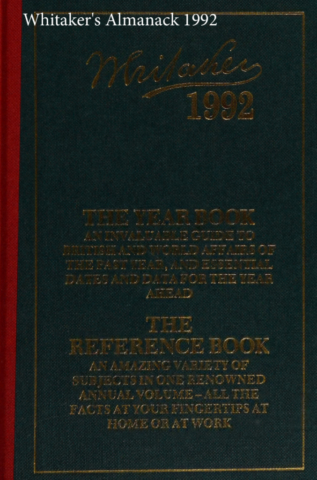 Whitaker's Almanack 1992
Whitaker
1992
THE YEAR BOOK
AN INVALUABLE GUIDE TO
BRITISH AND WORLD AFFAIRS OF
THE PAST YEAR, AND ESSENTIAL
DATES AND DATA FOR THE YEAR
AHEAD
THE
REFERENCE BOOK
AN AMAZING VARIETY OF
SUBJECTS IN ONE RENOWNED
ANNUAL VOLUME – ALL THE
FACTS AT YOUR FINGERTIPS AT
HOME OR AT WORK